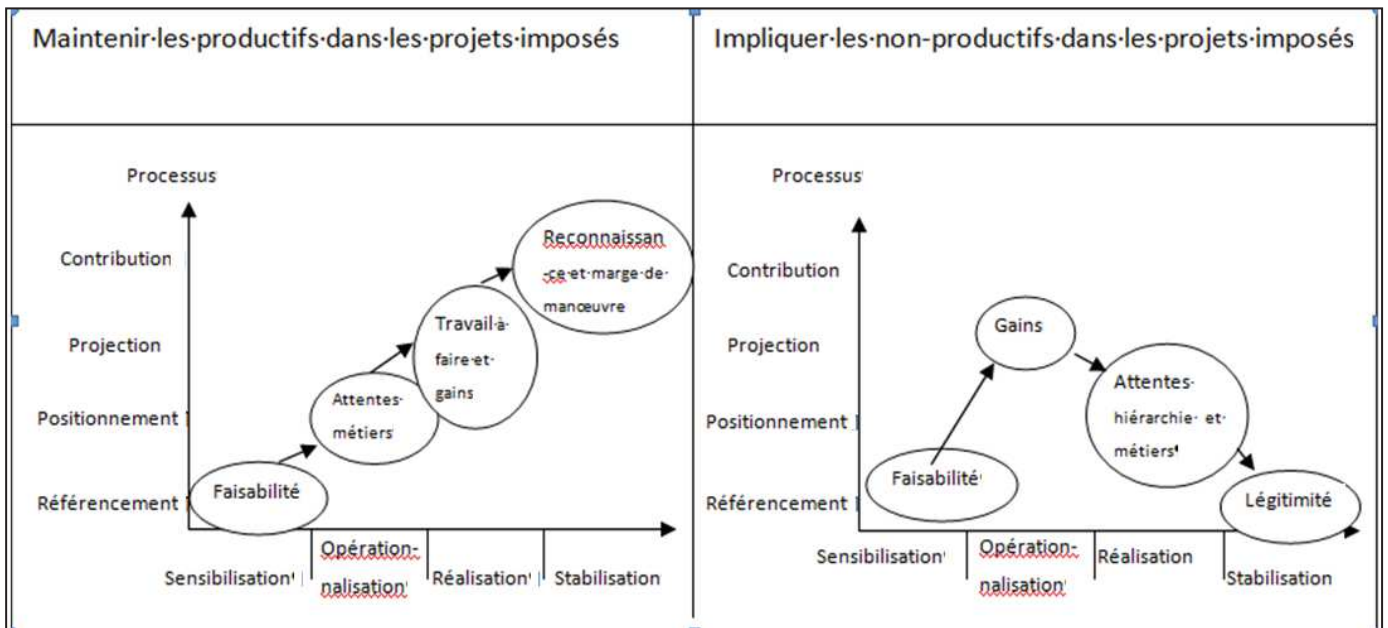 Maintenir·les·productifs·dans·les·projets·imposés
Impliquer·les·non-productifs·dans·les·projets·imposés
Processus
Contribution
Projection
Positionnement
Référencement
Reconnaissan
-ce·et·marge·de·
manœuvre
Travail·à·
faire·et·
gains
Attentes·
métiers
Faisabilité
Sensibilisation
Opération-
nalisation
Réalisation
Stabilisation
Processus
Contribution
Projection
Positionnement
Référencement
Gains
Attentes·
hiérarchie· et·
métiers
Faisabilité
Légitimité
Sensibilisation
Opération-
nalisation
Réalisation
Stabilisation